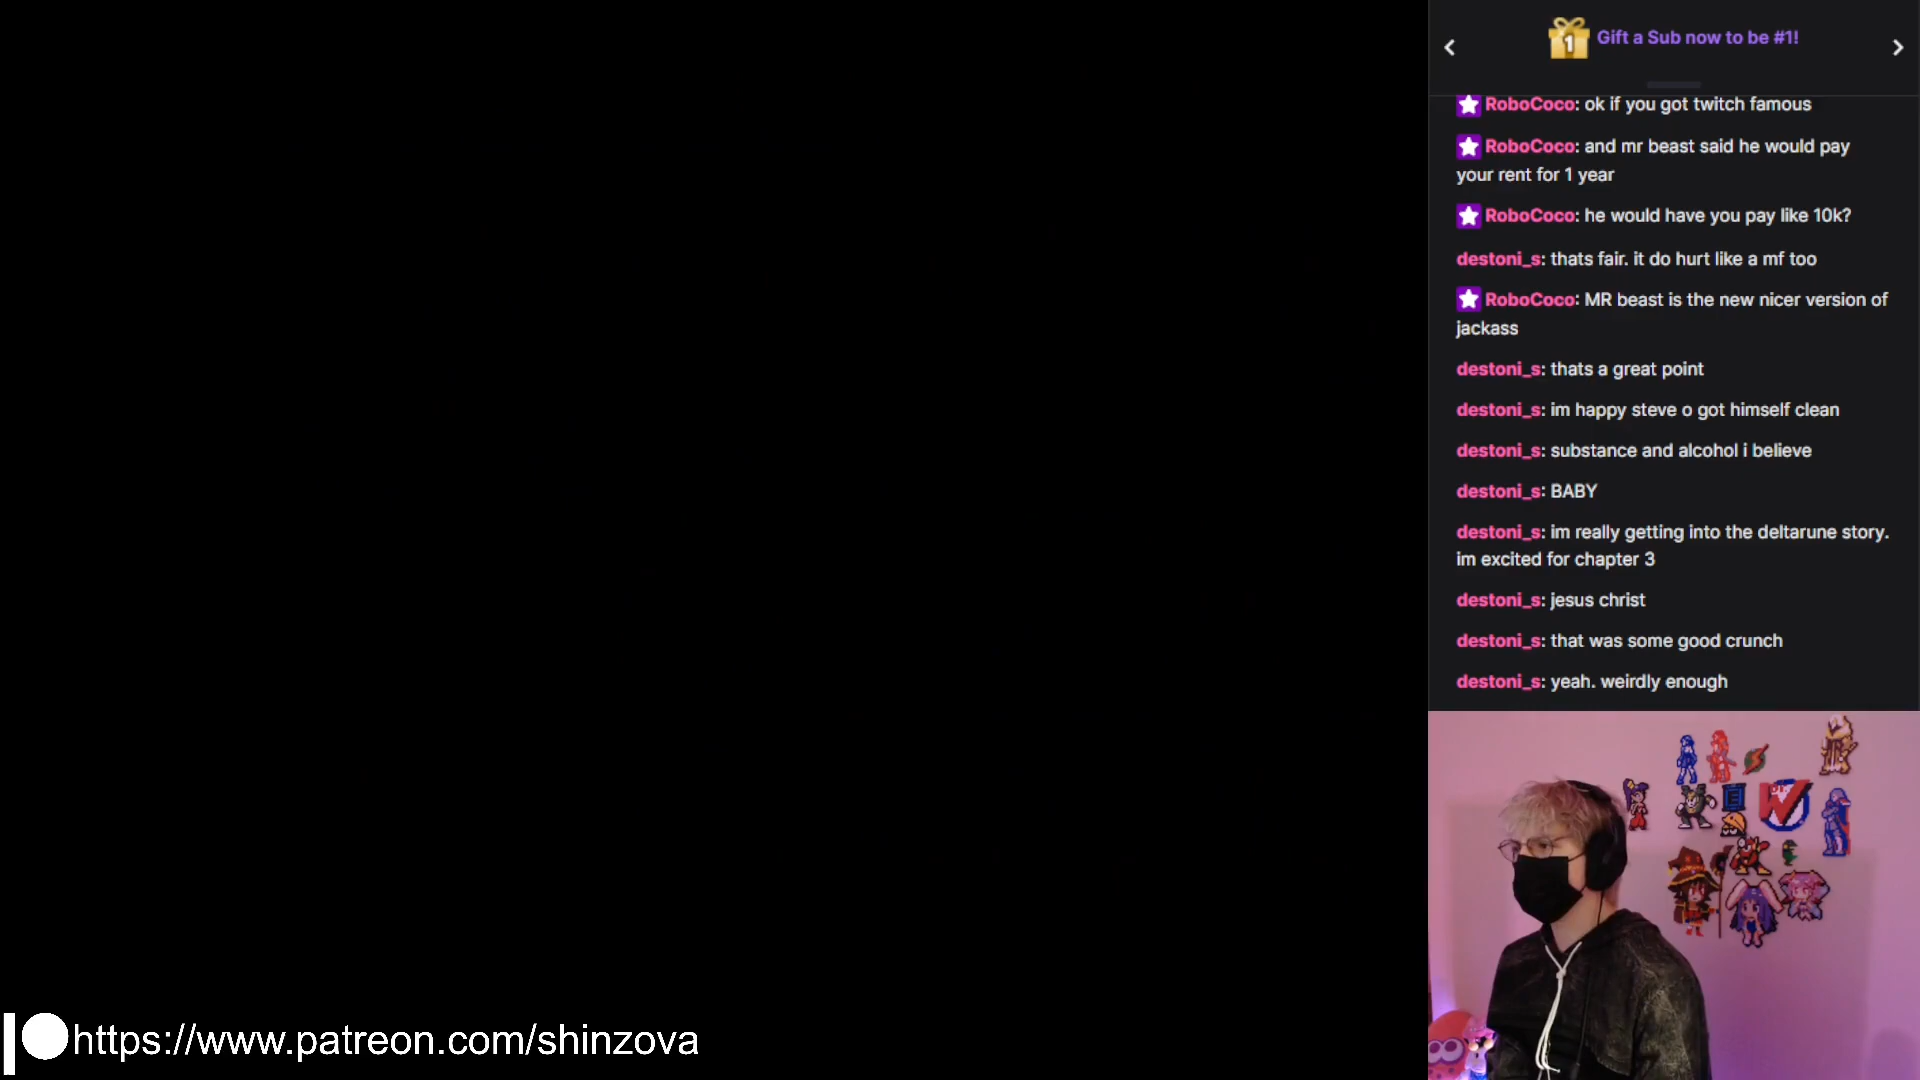 Gift a Sub now to be #1!
1
RoboCoco: ok if you got twitch famous
RoboCoco: and mr beast said he would pay
your rent for 1 year
RoboCoco: he would have you pay like 10k?
destoni_s: thats fair. it do hurt like a mf too
RoboCoco: MR beast is the new nicer version of
jackass
destoni_s: thats a great point
destoni_s: im happy steve o got himself clean
destoni_s: substance and alcohol i believe
destoni_s: BABY
destoni_s: im really getting into the deltarune story.
im excited for chapter 3
destoni_s: jesus christ
destoni_s: that was some good crunch
destoni_s: yeah. weirdly enough
W
https://www.patreon.com/shinzova